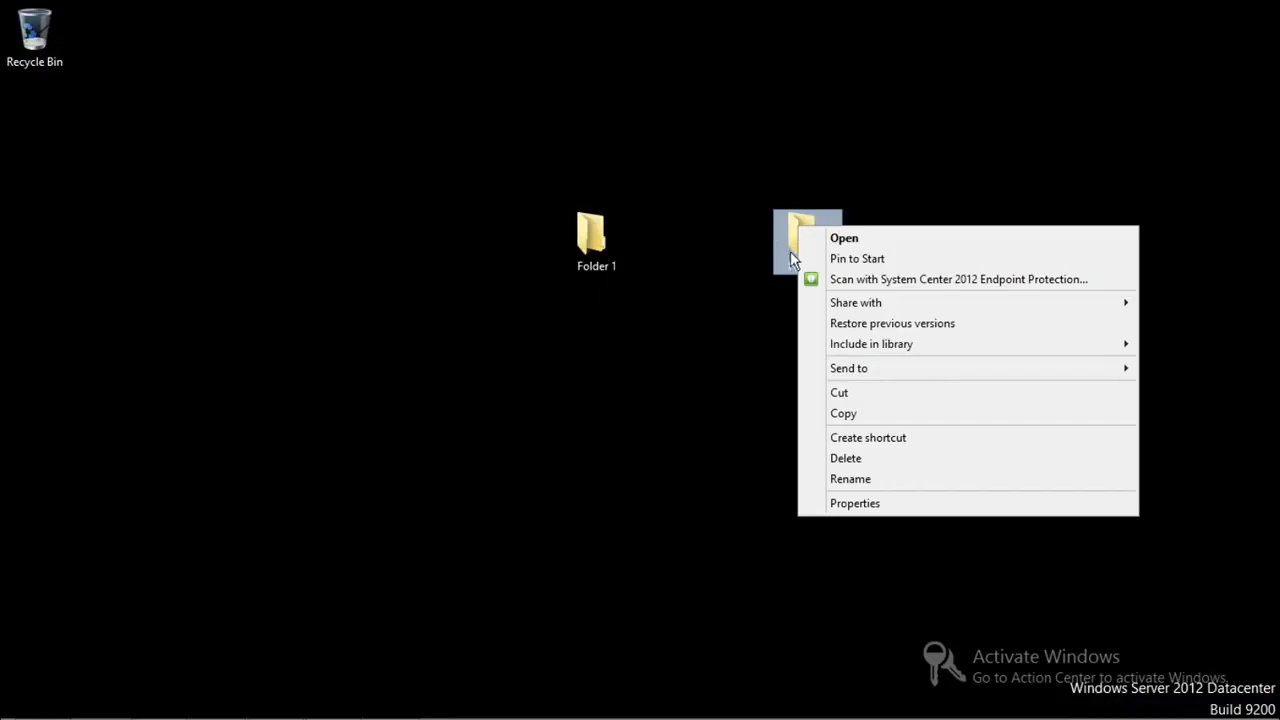 Recycle Bin
Folder 1
Open
Pin to Start
Scan with System Center 2012 Endpoint Protection...
Share with
Restore previous versions
Include in library
Send to
Cut
Copy
Create shortcut
Delete
Rename
Properties
Activate Windows
Go to Action Center to activate Windows.
Windows Server 2012 Datacenter
Build 9200